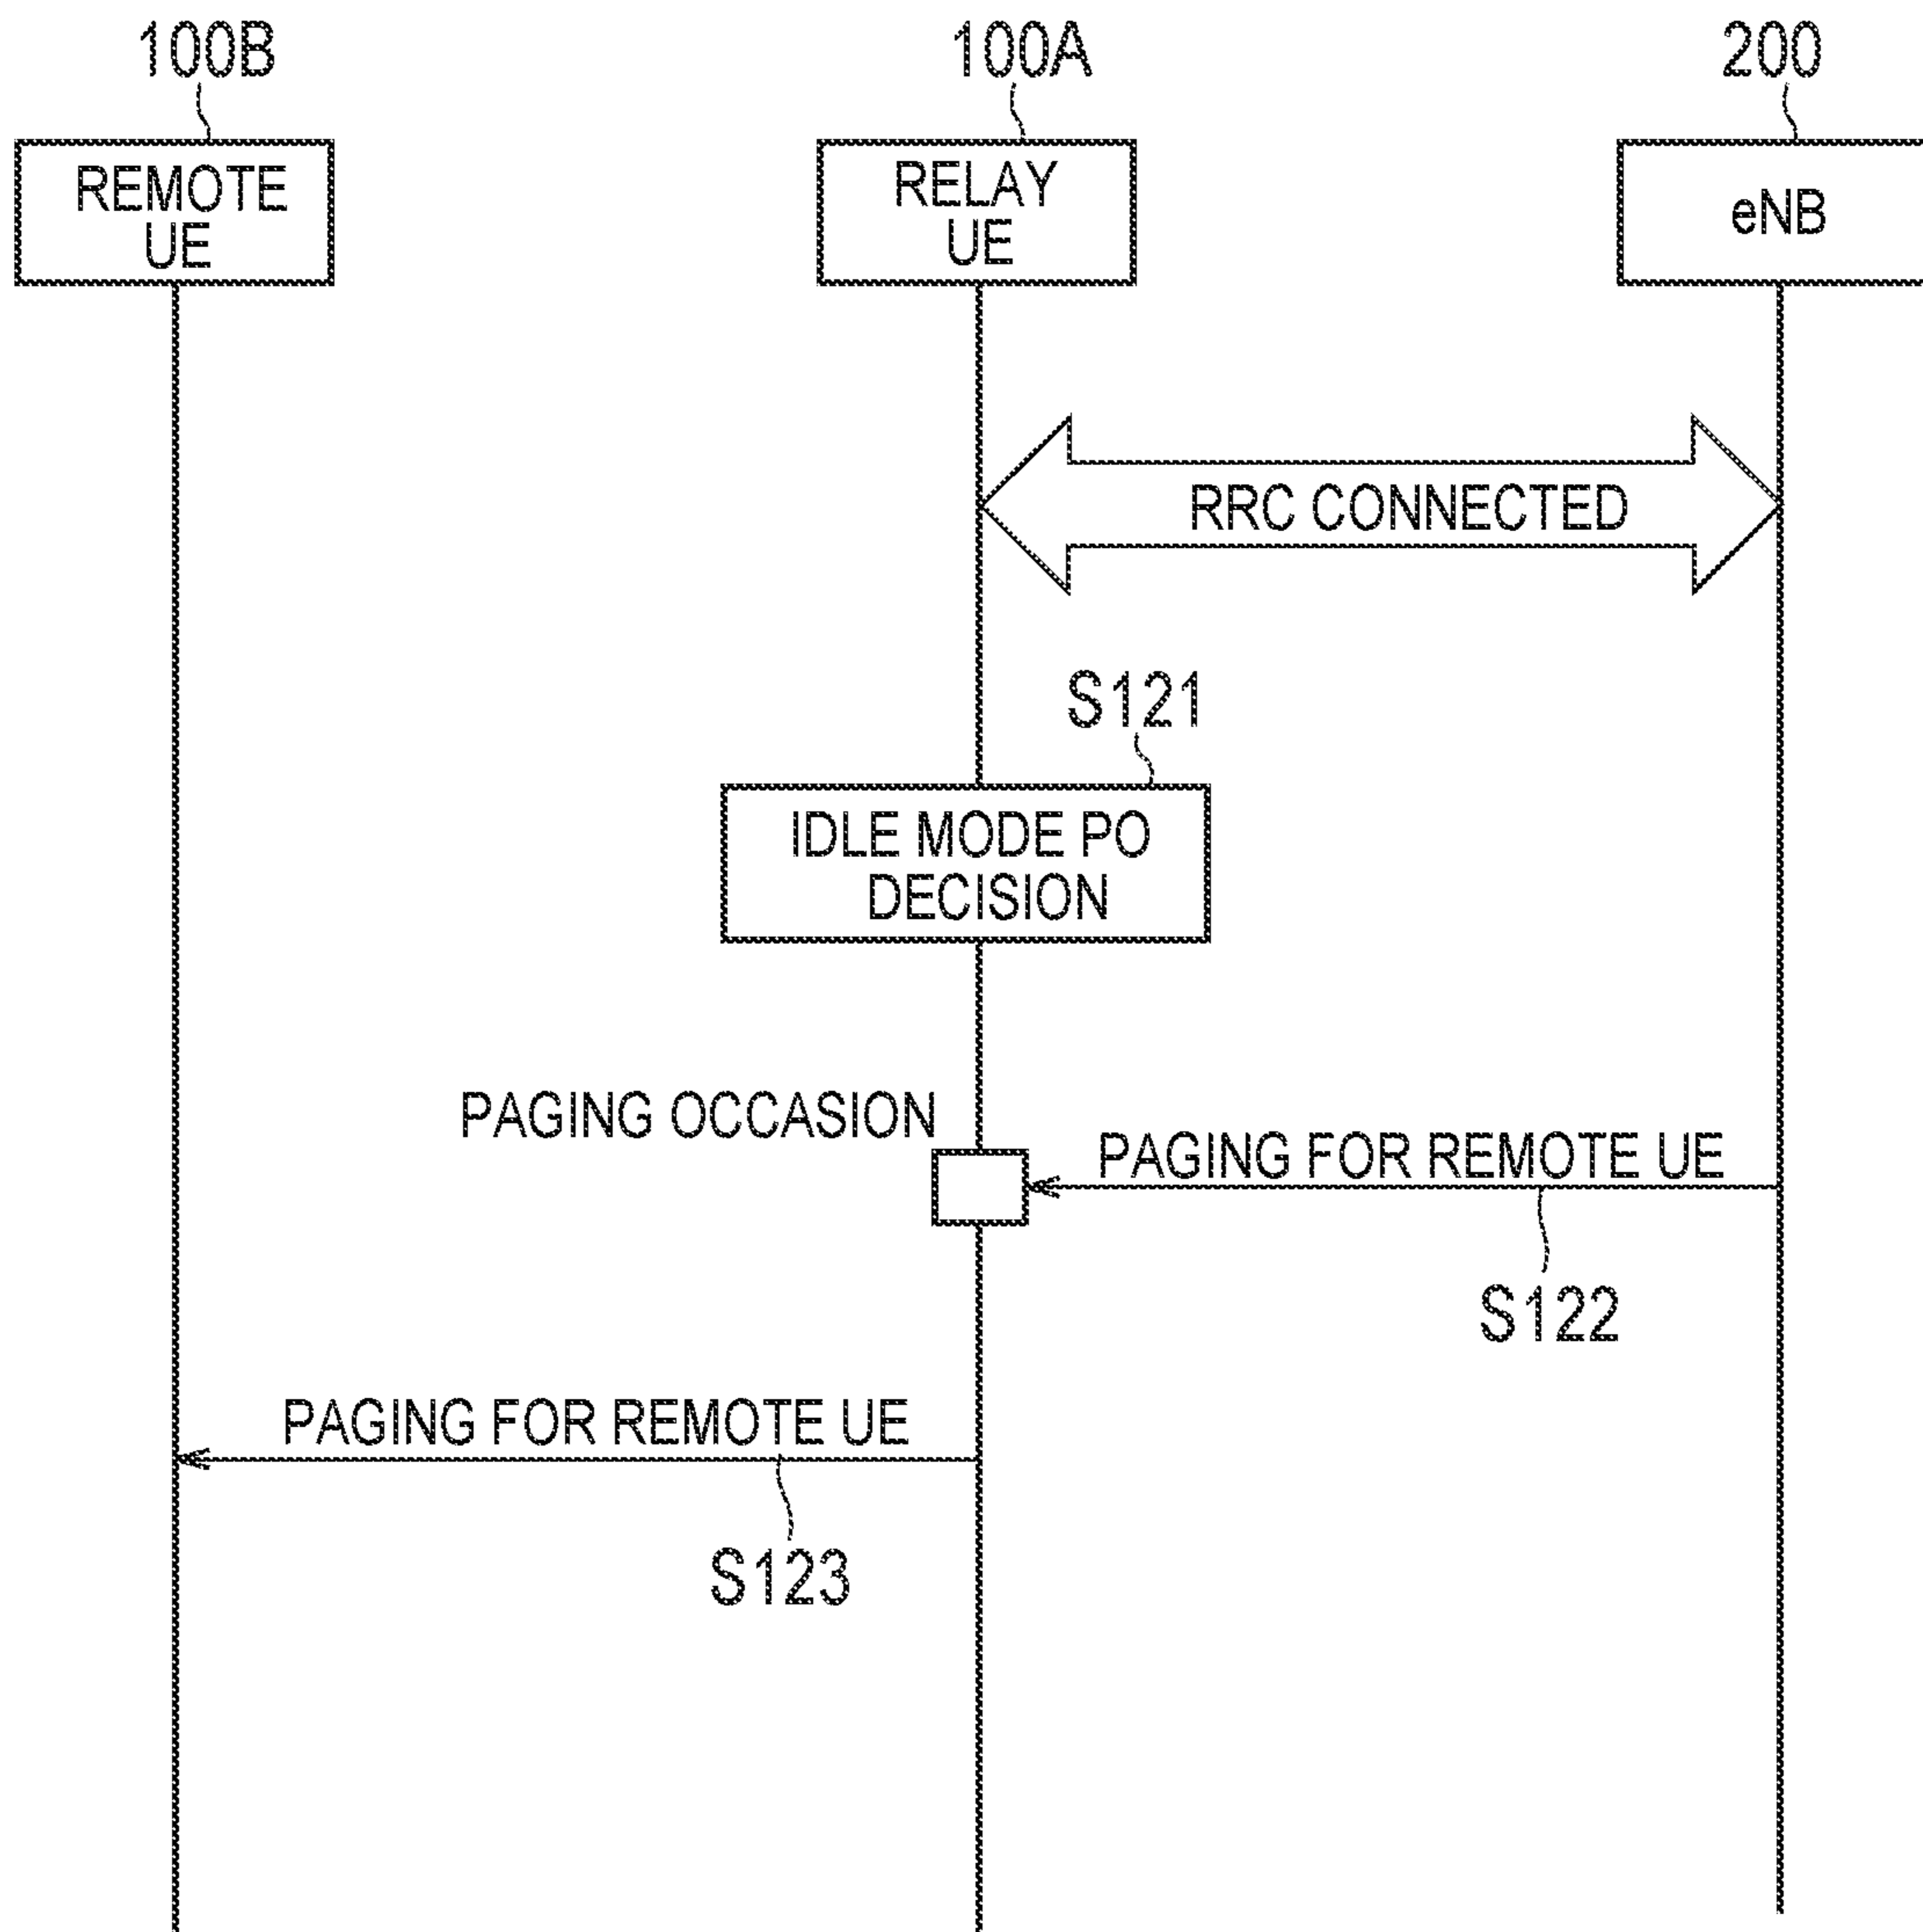 100B
100A
200
REMOTE
UE
RELAY
UE
eNB
RRC CONNECTED
S121
IDLE MODE PO
DECISION
PAGING OCCASION
PAGING FOR REMOTE UE
S122
PAGING FOR REMOTE UE
S123